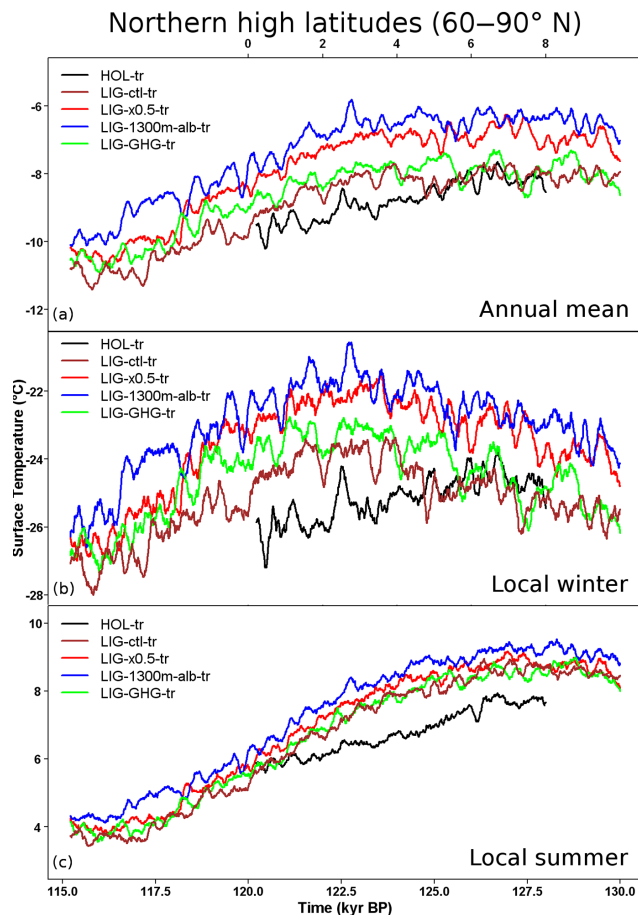 Northern high latitudes (60–90° N)
0 2 4 6 8
-6
-8
-10
-12
HOL-tr
LIG-ctl-tr
LIG-x0.5-tr
LIG-1300m-alb-tr
LIG-GHG-tr
(a)
Annual mean
Surface Temperature (°C)
-22
-24
-26
-28
HOL-tr
LIG-ctl-tr
LIG-x0.5-tr
LIG-1300m-alb-tr
LIG-GHG-tr
(b)
Local winter
10
8
6
4
HOL-tr
LIG-ctl-tr
LIG-x0.5-tr
LIG-1300m-alb-tr
LIG-GHG-tr
(c)
Local summer
115.0 117.5 120.0 122.5 125.0 127.5 130.0
Time (kyr BP)